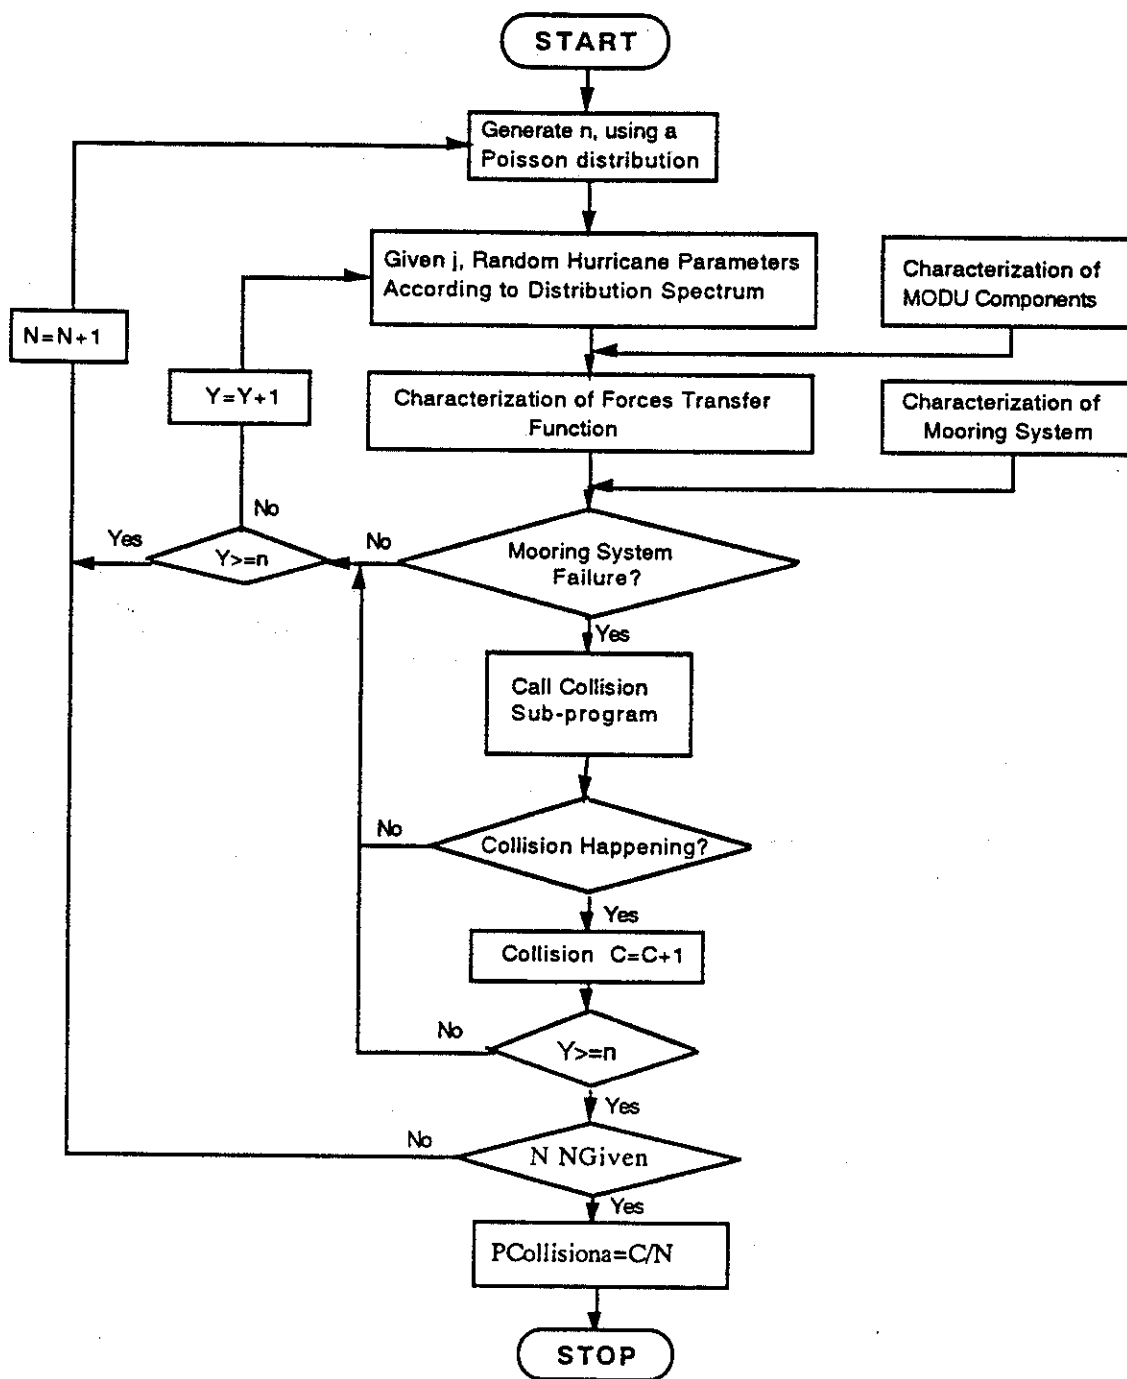 START
Generate n, using a
Poisson distribution
Given j, Random Hurricane Parameters
According to Distribution Spectrum
Characterization of
MODU Components
N=N+1
Y=Y+1
Characterization of Forces Transfer
Function
Characterization of
Mooring System
No
Yes
Y>=n
No
Mooring System
Failure?
Yes
Call Collision
Sub-program
No
Collision Happening?
Yes
Collision C=C+1
No
Y>=n
Yes
No
N NGiven
Yes
PCollisiona=C/N
STOP